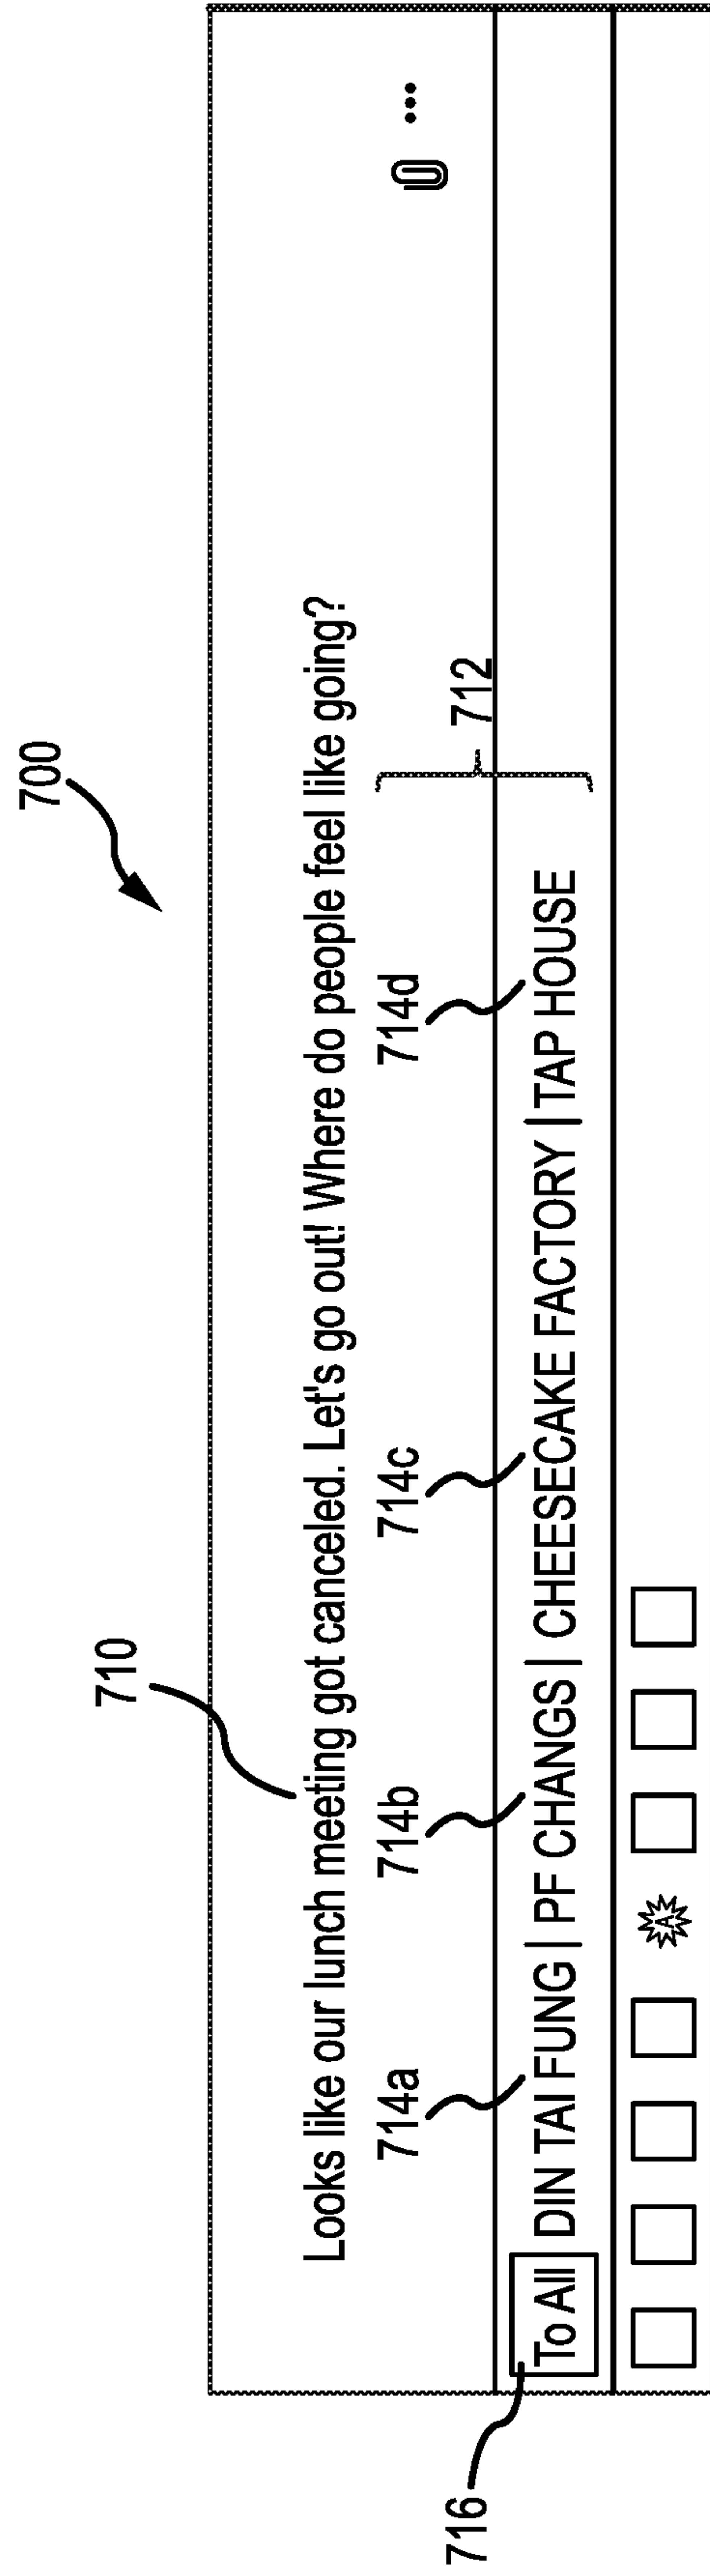 700
710
Looks like our lunch meeting got canceled. Let's go out! Where do people feel like going?
714a 714b 714c 714d
712
716
To All | DIN TAI FUNG | PF CHANGS | CHEESECAKE FACTORY | TAP HOUSE
A